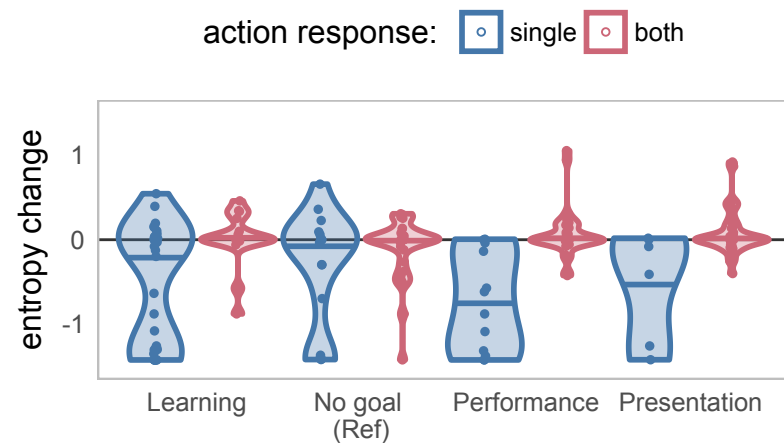 action response: single both
entropy change
1
0
-1
Learning No goal Performance Presentation
(Ref)